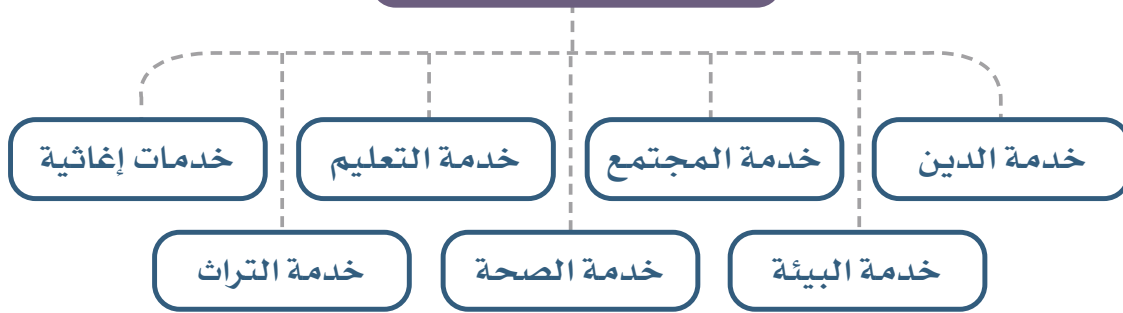 خدمة الدين
خدمة المجتمع
خدمة التعليم
خدمات إغاثية
خدمة البيئة
خدمة الصحة
خدمة التراث